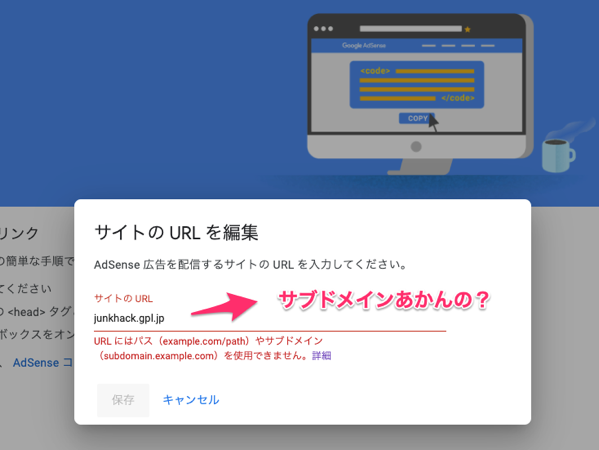 Google AdSense
<code>
</code>
COPY
リンク
の簡単な手順で
てください
の <head> タグ
ボックスをオン
、 AdSense コ
サイトの URL を編集
AdSense 広告を配信するサイトの URL を入力してください。
サイトの URL
junkhack.gpl.jp
サブドメインあかんの？
URL にはパス（example.com/path）やサブドメイン
（subdomain.example.com）を使用できません。詳細
保存 キャンセル